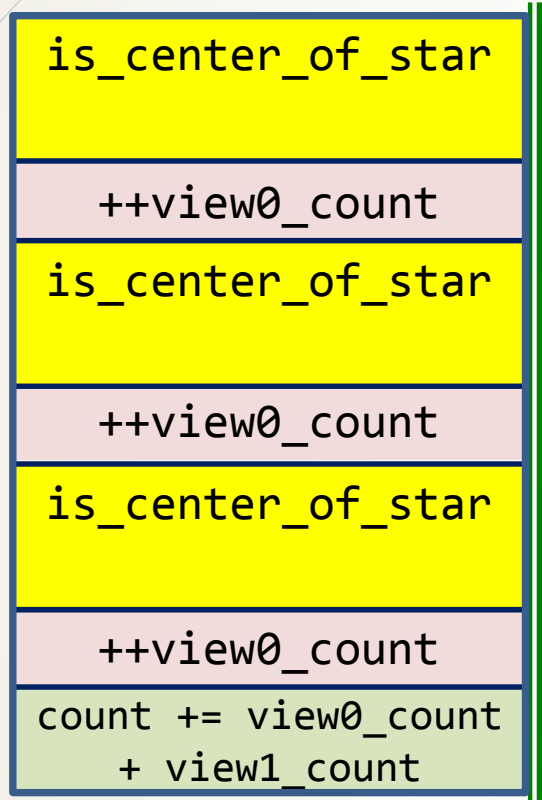 is_center_of_star
++view0_count
is_center_of_star
++view0_count
is_center_of_star
++view0_count
count += view0_count
+ view1_count